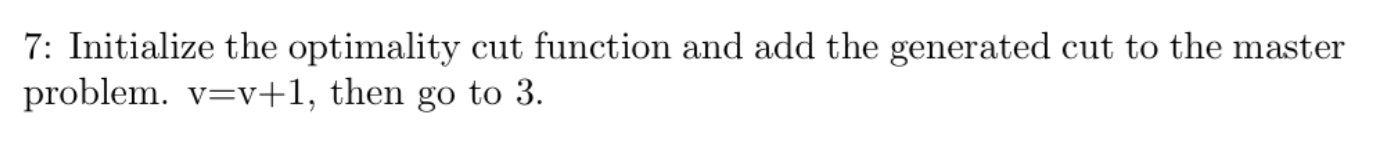 7: Initialize the optimality cut function and add the generated cut to the master
problem. v=v+1, then go to 3.